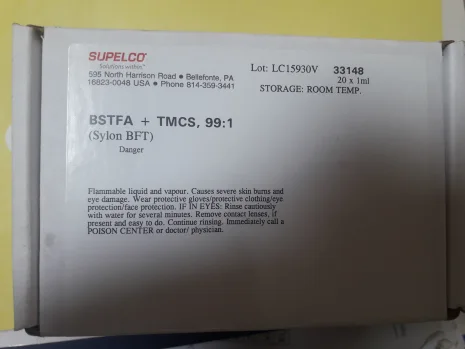 SUPELCO
Solutions within™
595 North Harrison Road • Bellefonte, PA
16823-0048 USA • Phone 814-359-3441
Lot: LC15930V 33148
20 x 1ml
STORAGE: ROOM TEMP.
BSTFA + TMCS, 99:1
(Sylon BFT)
Danger
Flammable liquid and vapour. Causes severe skin burns and
eye damage. Wear protective gloves/protective clothing/eye
protection/face protection. IF IN EYES: Rinse cautiously
with water for several minutes. Remove contact lenses, if
present and easy to do. Continue rinsing. Immediately call a
POISON CENTER or doctor/ physician.